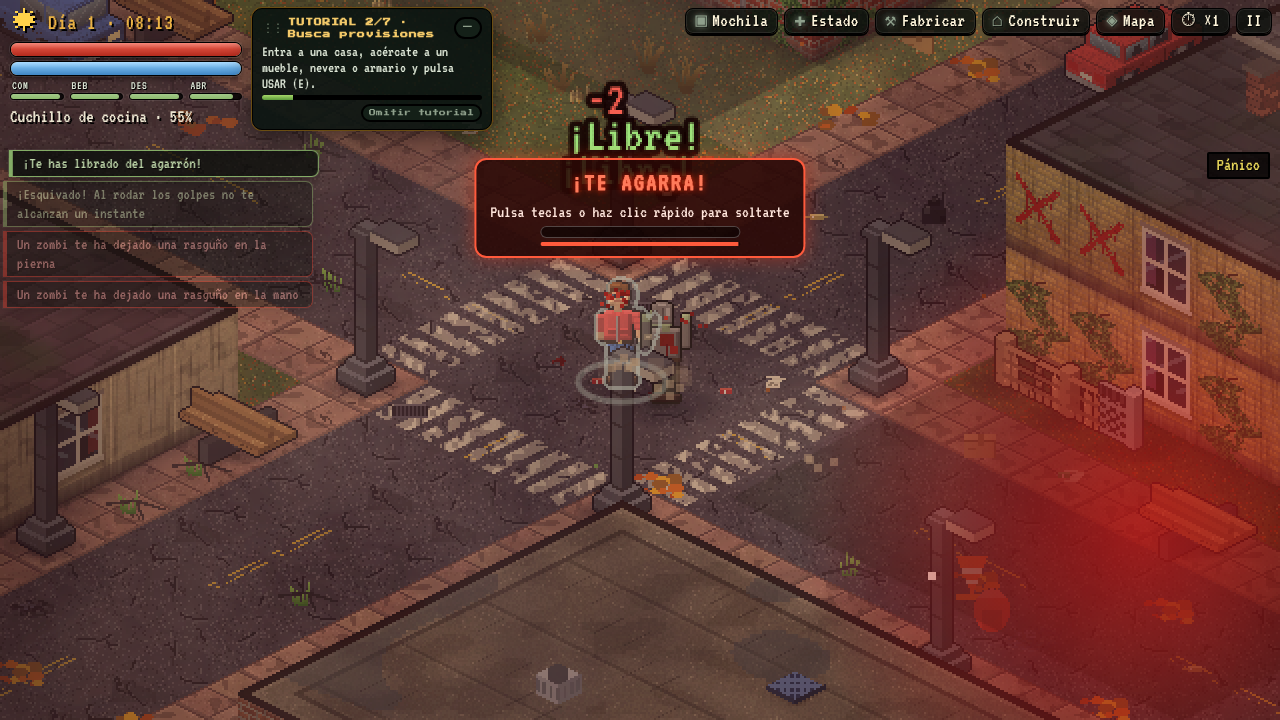 Día 1 · 08:13
CON BEB DES ABR
Cuchillo de cocina · 55%
TUTORIAL 2/7 ·
Busca provisiones
Entra a una casa, acércate a un
mueble, nevera o armario y pulsa
USAR (E).
Omitir tutorial
Mochila
Estado
Fabricar
Construir
Mapa
X1
II
¡Te has librado del agarrón!
¡Esquivado! Al rodar los golpes no te
alcanzan un instante
Un zombi te ha dejado una rasguño en la
pierna
Un zombi te ha dejado una rasguño en la mano
-2
¡Libre!
¡TE AGARRA!
Pulsa teclas o haz clic rápido para soltarte
Pánico